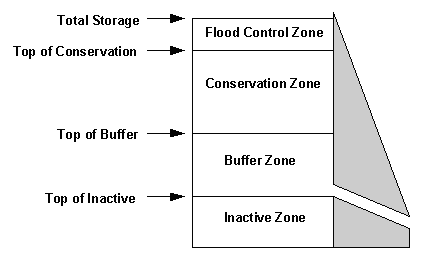 Total Storage
Flood Control Zone
Top of Conservation
Conservation Zone
Top of Buffer
Buffer Zone
Top of Inactive
Inactive Zone